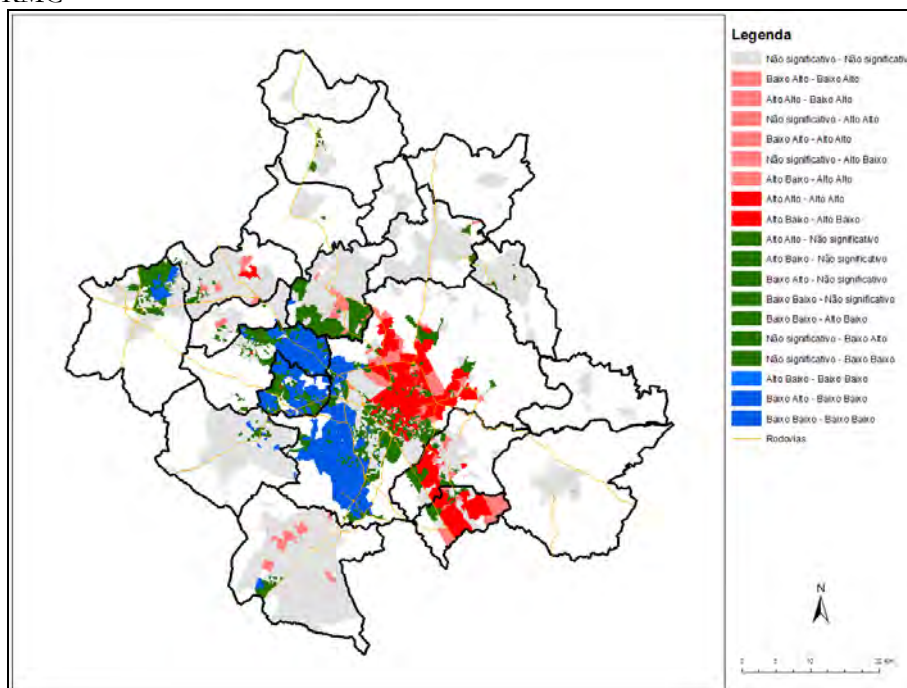 RMC
Legenda
Não significativo - Não significativ
Baixo Alto - Baixo Alto
Alto Alto - Baixo Alto
Não significativo - Alto Alto
Baixo Alto - Alto Alto
Não significativo - Alto Baixo
Alto Baixo - Alto Alto
Alto Alto - Alto Alto
Alto Baixo - Alto Baixo
Alto Alto - Não significativo
Alto Baixo - Não significativo
Baixo Alto - Não significativo
Baixo Baixo - Não significativo
Baixo Baixo - Alto Baixo
Não significativo - Baixo Alto
Não significativo - Baixo Baixo
Alto Baixo - Baixo Baixo
Baixo Alto - Baixo Baixo
Baixo Baixo - Baixo Baixo
Rodovias
N
0 5 10 20